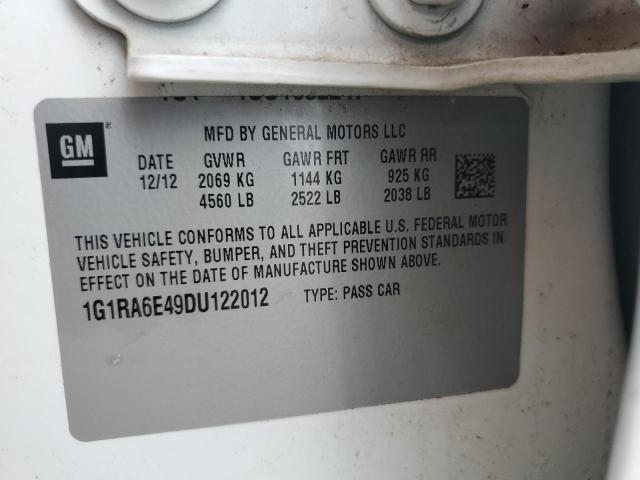 GM
MFD BY GENERAL MOTORS LLC
DATE GVWR GAWR FRT GAWR RR
12/12 2069 KG 1144 KG 925 KG
4560 LB 2522 LB 2038 LB
THIS VEHICLE CONFORMS TO ALL APPLICABLE U.S. FEDERAL MOTOR
VEHICLE SAFETY, BUMPER, AND THEFT PREVENTION STANDARDS IN
EFFECT ON THE DATE OF MANUFACTURE SHOWN ABOVE.
1G1RA6E49DU122012 TYPE: PASS CAR